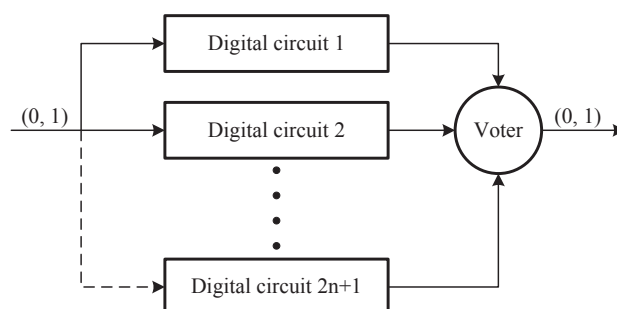 Digital circuit 1
(0, 1)
Digital circuit 2
Voter
(0, 1)
Digital circuit 2n+1